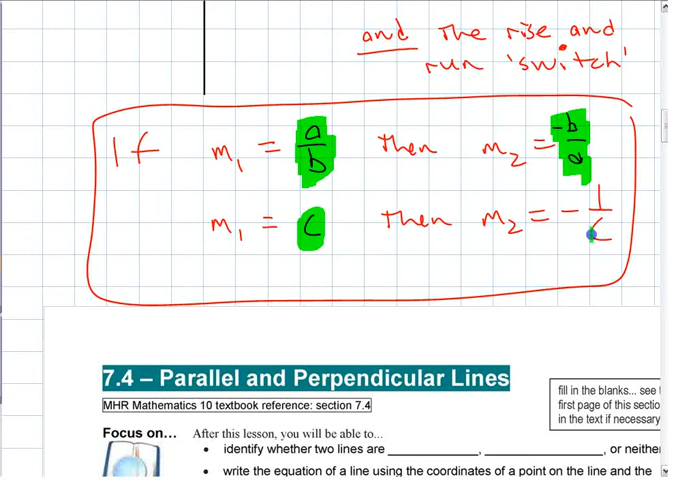 and the rise and
run 'switch'
If m₁ = a/b then m₂ = -b/a
m₁ = c then m₂ = - 1/c
7.4 – Parallel and Perpendicular Lines
MHR Mathematics 10 textbook reference: section 7.4
fill in the blanks... see
first page of this sectio
in the text if necessary
Focus on...
After this lesson, you will be able to...
• identify whether two lines are ____________, ____________________, or neither
• write the equation of a line using the coordinates of a point on the line and the